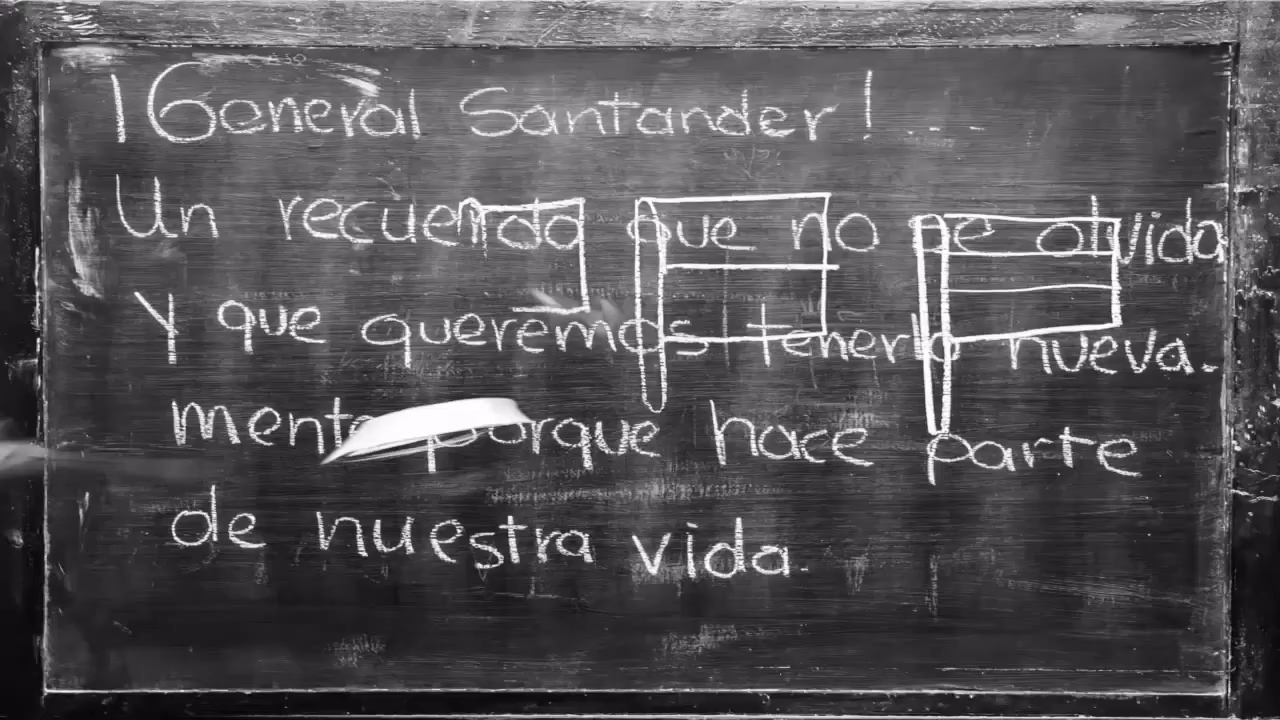 ¡General Santander! ...
Un recuerdo que no se olvida
Y que queremos tenerlo nueva-
mente porque hace parte
de nuestra vida.